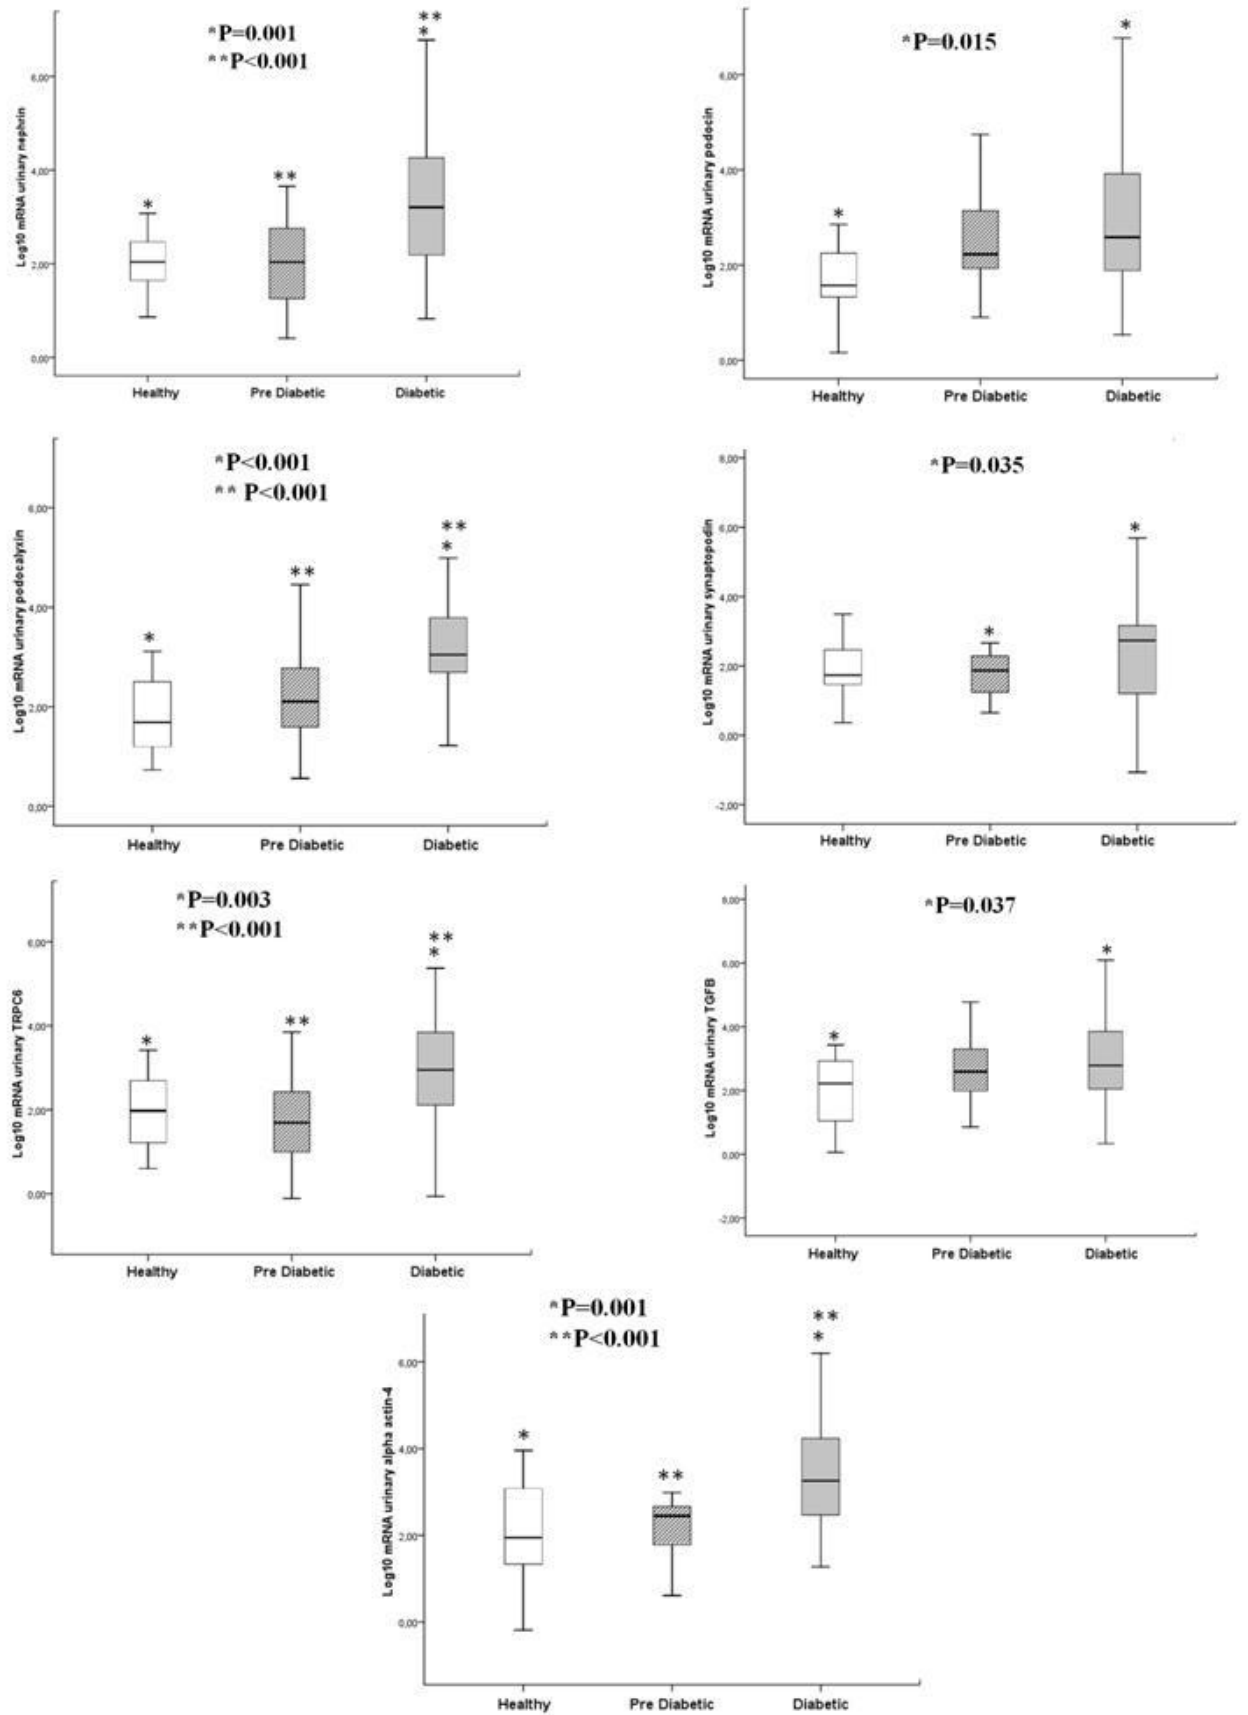 *P=0.001
**P<0.001
**
*
**
*
6,00
4,00
2,00
0,00
Log10 mRNA urinary nephrin
Healthy
Pre Diabetic
Diabetic
*P=0.015
*
*
6,00
4,00
2,00
0,00
Log10 mRNA urinary podocin
Healthy
Pre Diabetic
Diabetic
*P<0.001
** P<0.001
**
*
**
*
6,00
4,00
2,00
0,00
Log10 mRNA urinary podocalyxin
Healthy
Pre Diabetic
Diabetic
*P=0.035
*
*
8,00
6,00
4,00
2,00
0,00
-2,00
Log10 mRNA urinary synaptopodin
Healthy
Pre Diabetic
Diabetic
*P=0.003
**P<0.001
**
*
**
*
6,00
4,00
2,00
0,00
Log10 mRNA urinary TRPC6
Healthy
Pre Diabetic
Diabetic
*P=0.037
*
*
8,00
6,00
4,00
2,00
0,00
-2,00
Log10 mRNA urinary TGFB
Healthy
Pre Diabetic
Diabetic
*P=0.001
**P<0.001
**
*
*
**
6,00
4,00
2,00
0,00
Log10 mRNA urinary alpha actin-4
Healthy
Pre Diabetic
Diabetic